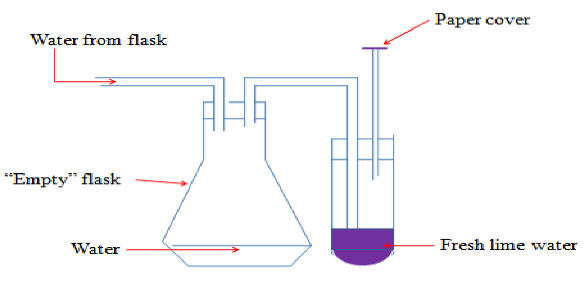 Paper cover
Water from flask
“Empty” flask
Water
Fresh lime water